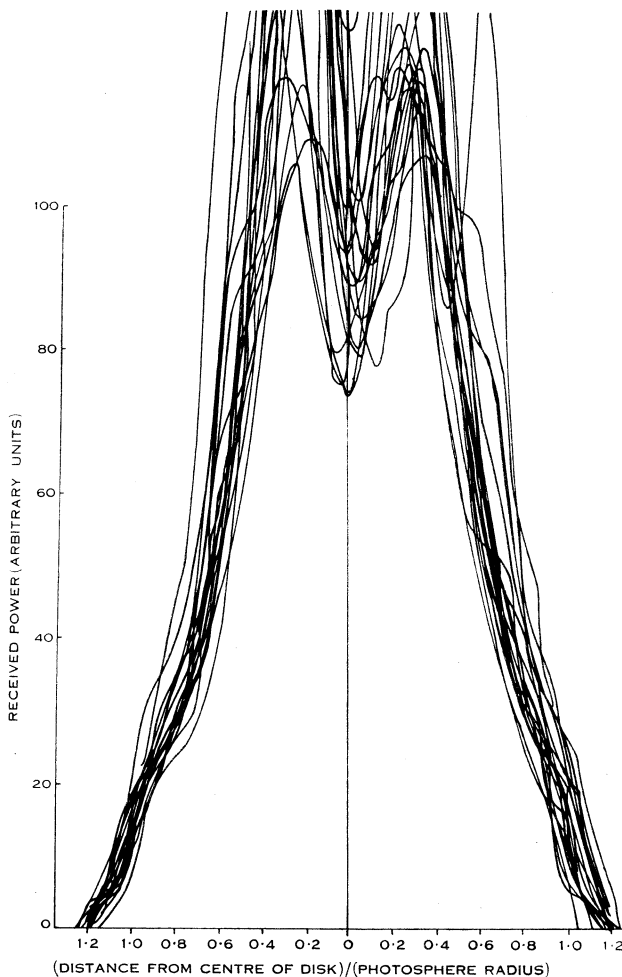 100
80
60
40
20
0
RECEIVED POWER (ARBITRARY UNITS)
1·2 1·0 0·8 0·6 0·4 0·2 0 0·2 0·4 0·6 0·8 1·0 1·2
(DISTANCE FROM CENTRE OF DISK)/(PHOTOSPHERE RADIUS)